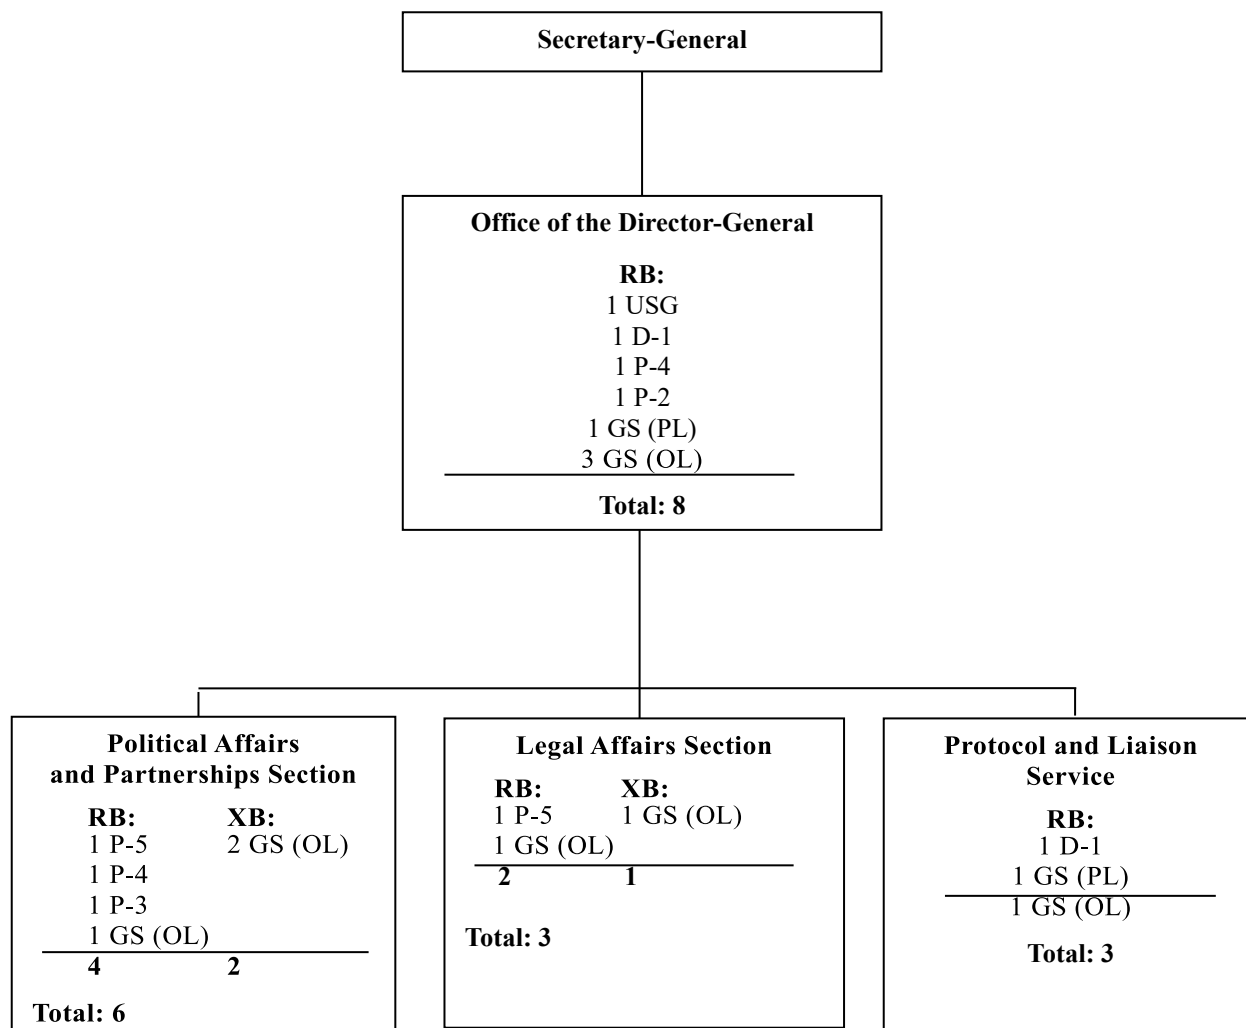 Secretary-General
Office of the Director-General
RB:
1 USG
1 D-1
1 P-4
1 P-2
1 GS (PL)
3 GS (OL)
Total: 8
Political Affairs
and Partnerships Section
RB: XB:
1 P-5 2 GS (OL)
1 P-4
1 P-3
1 GS (OL)
4 2
Total: 6
Legal Affairs Section
RB: XB:
1 P-5 1 GS (OL)
1 GS (OL)
2 1
Total: 3
Protocol and Liaison
Service
RB:
1 D-1
1 GS (PL)
1 GS (OL)
Total: 3